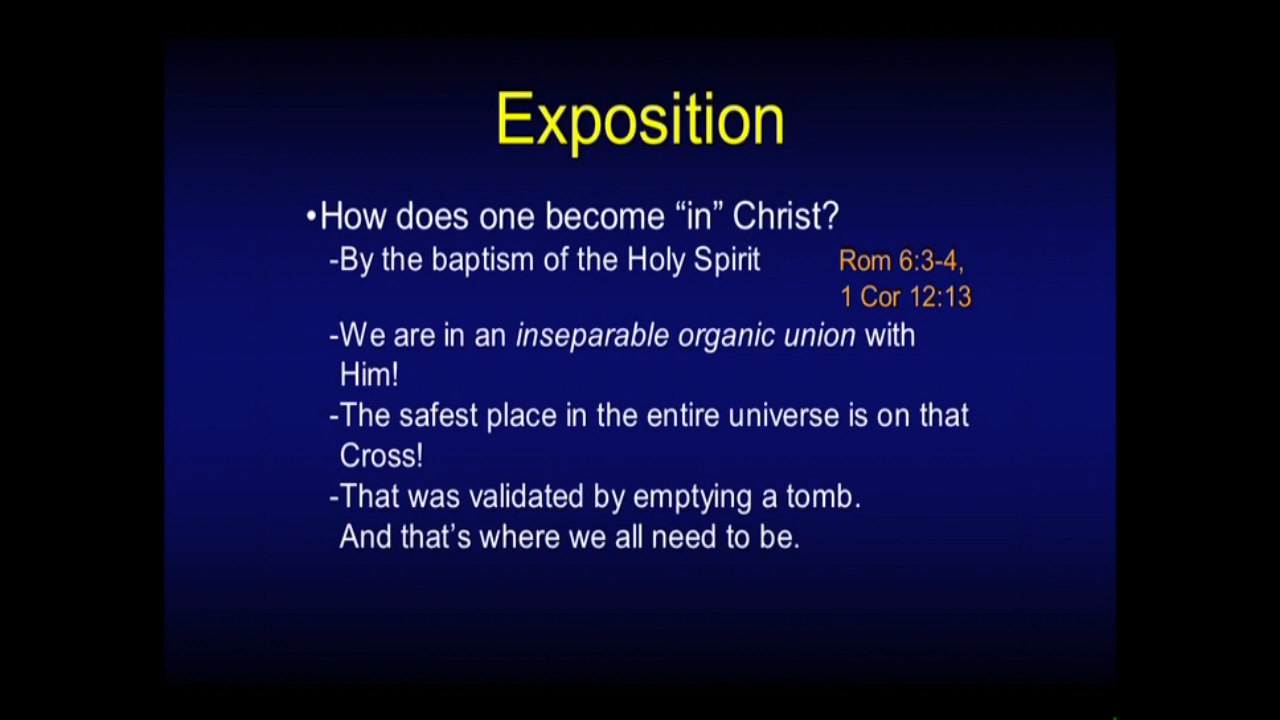 Exposition
•How does one become “in” Christ?
-By the baptism of the Holy Spirit Rom 6:3-4,
1 Cor 12:13
-We are in an inseparable organic union with
Him!
-The safest place in the entire universe is on that
Cross!
-That was validated by emptying a tomb.
And that’s where we all need to be.